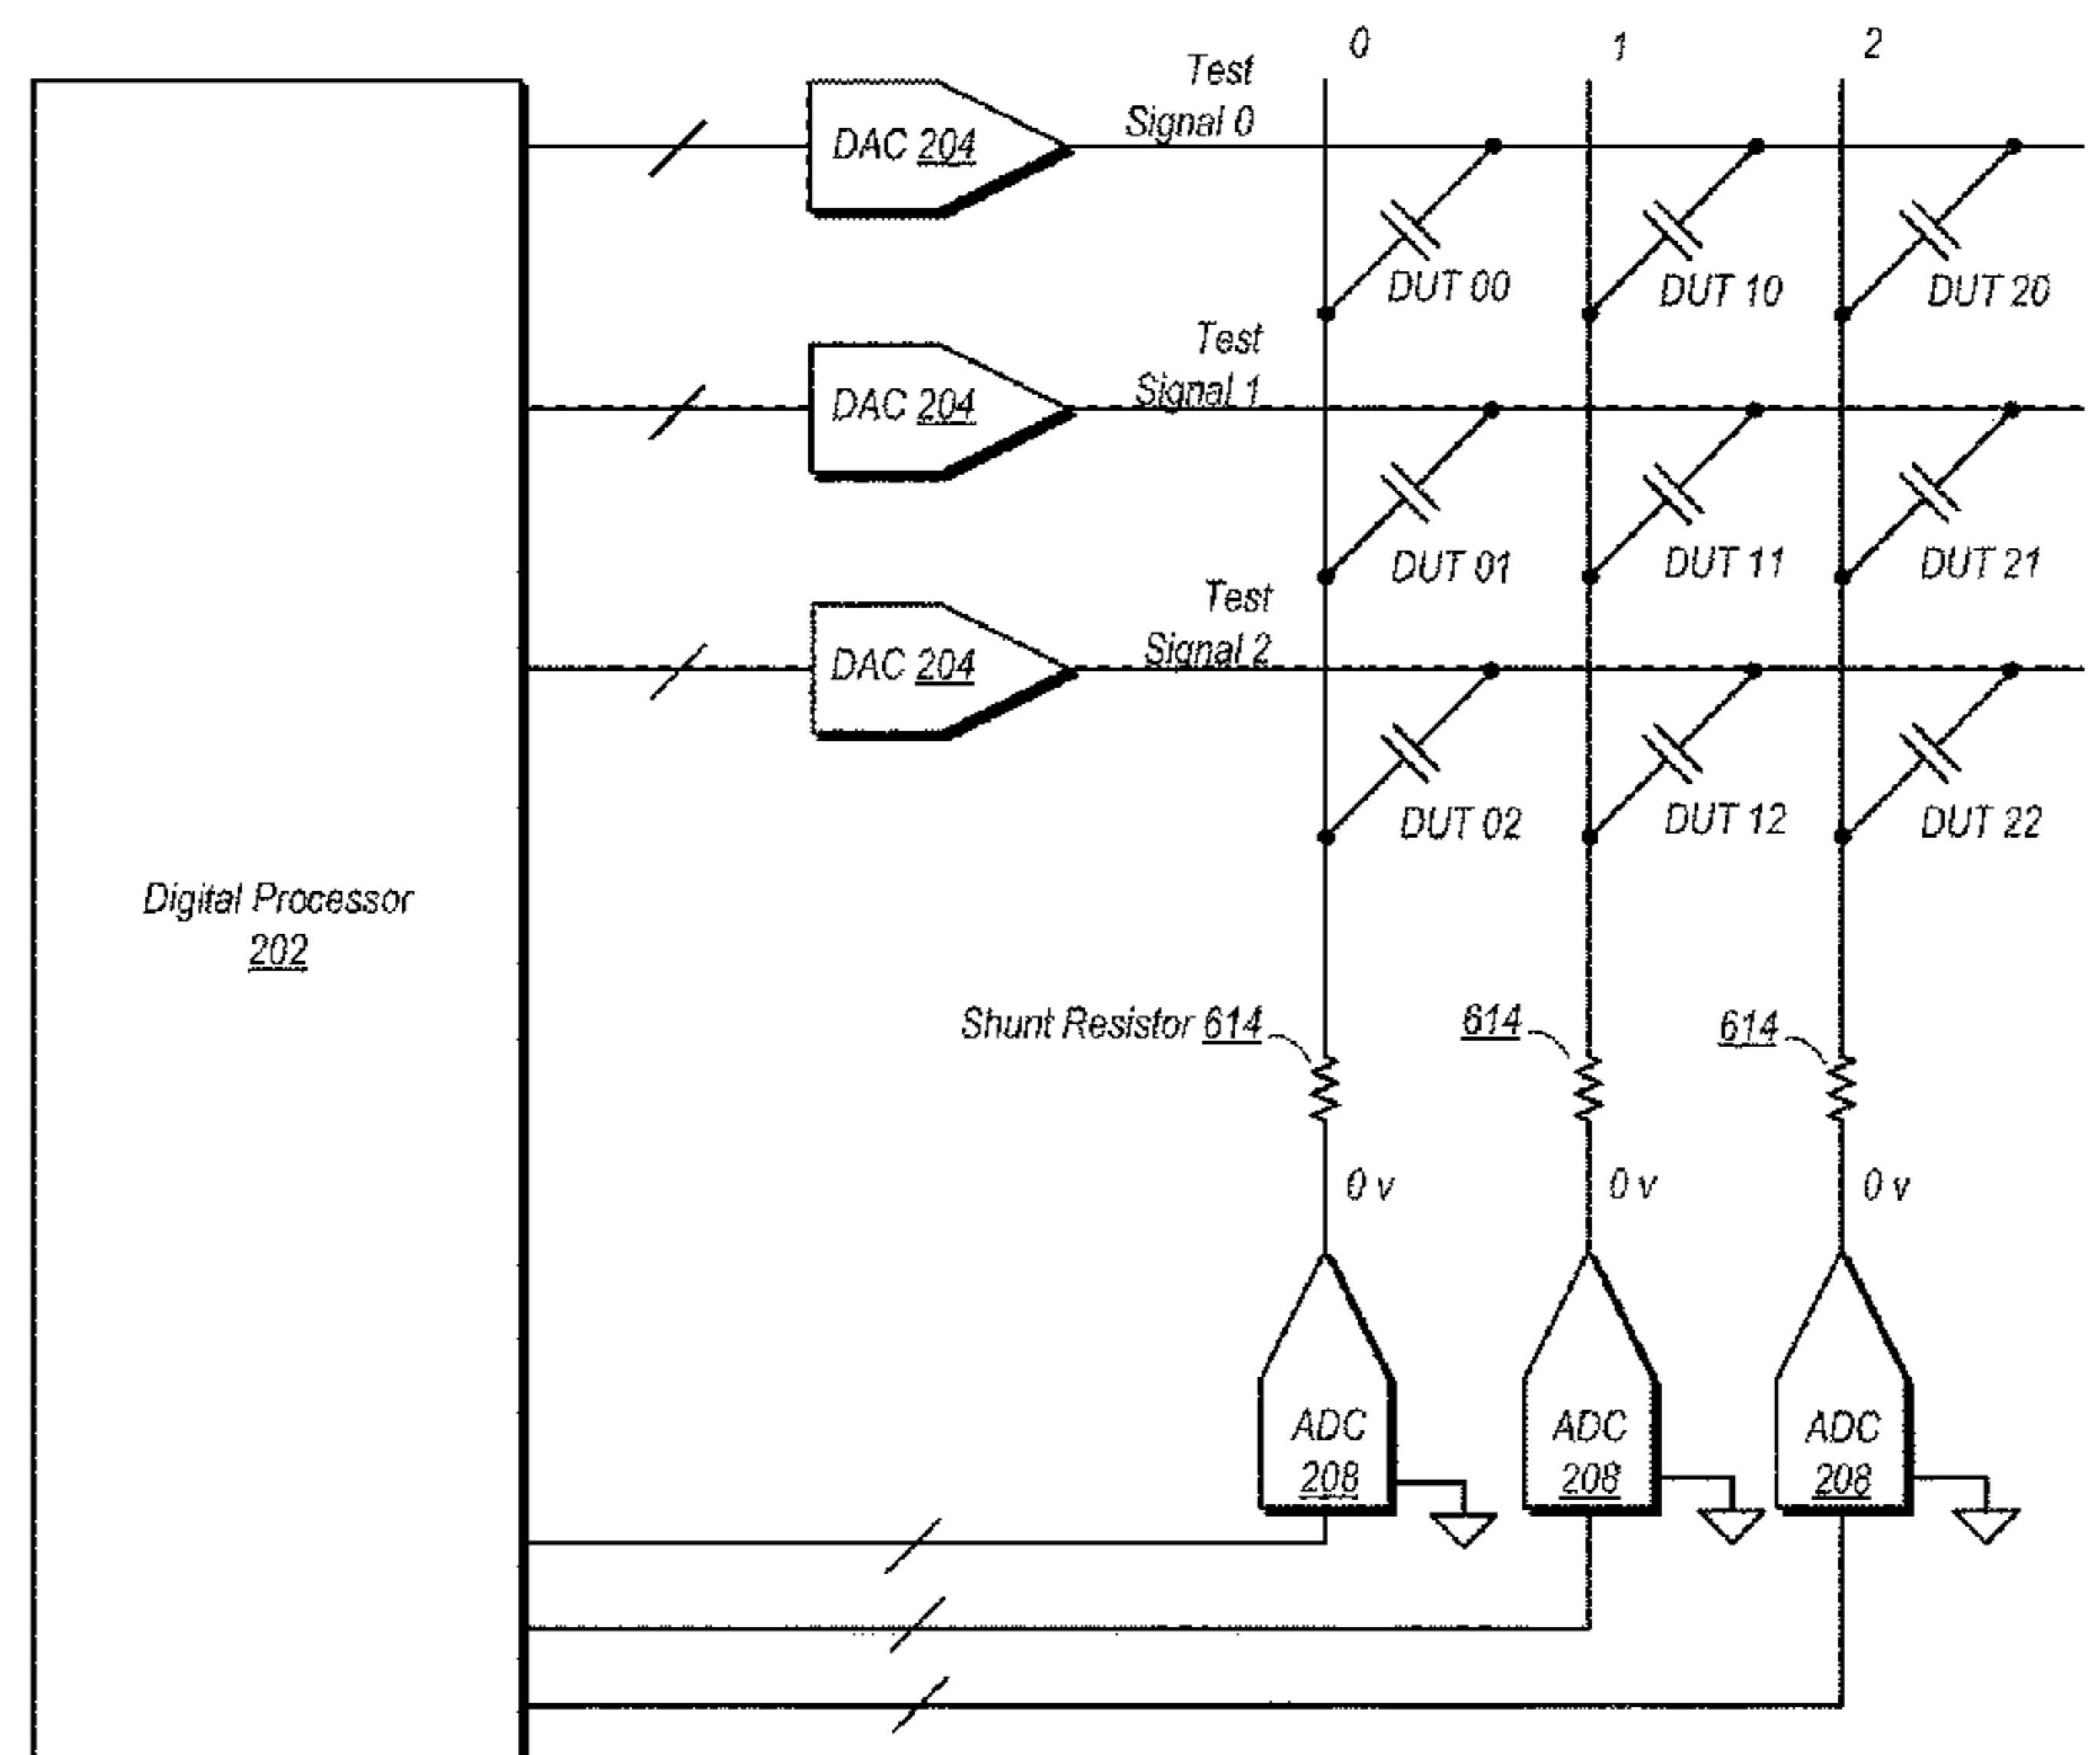 0
1
2
Test
Signal 0
DAC 204
DUT 00
DUT 10
DUT 20
Test
Signal 1
DAC 204
DUT 01
DUT 11
DUT 21
Test
Signal 2
DAC 204
DUT 02
DUT 12
DUT 22
Digital Processor
202
Shunt Resistor 614
614
614
0 v
0 v
0 v
ADC
208
ADC
208
ADC
208